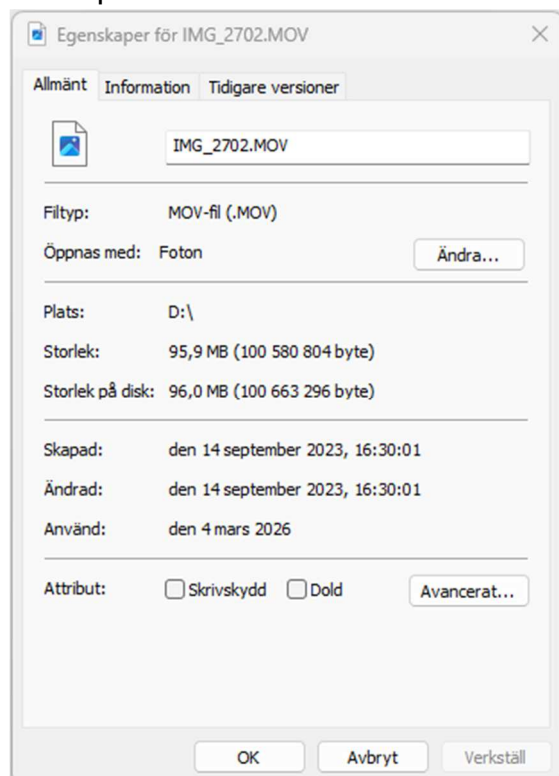 Egenskaper för IMG_2702.MOV
Allmänt Information Tidigare versioner
IMG_2702.MOV
Filtyp: MOV-fil (.MOV)
Öppnas med: Foton Ändra...
Plats: D:\
Storlek: 95,9 MB (100 580 804 byte)
Storlek på disk: 96,0 MB (100 663 296 byte)
Skapad: den 14 september 2023, 16:30:01
Ändrad: den 14 september 2023, 16:30:01
Använd: den 4 mars 2026
Attribut: Skrivskydd Dold Avancerat...
OK Avbryt Verkställ